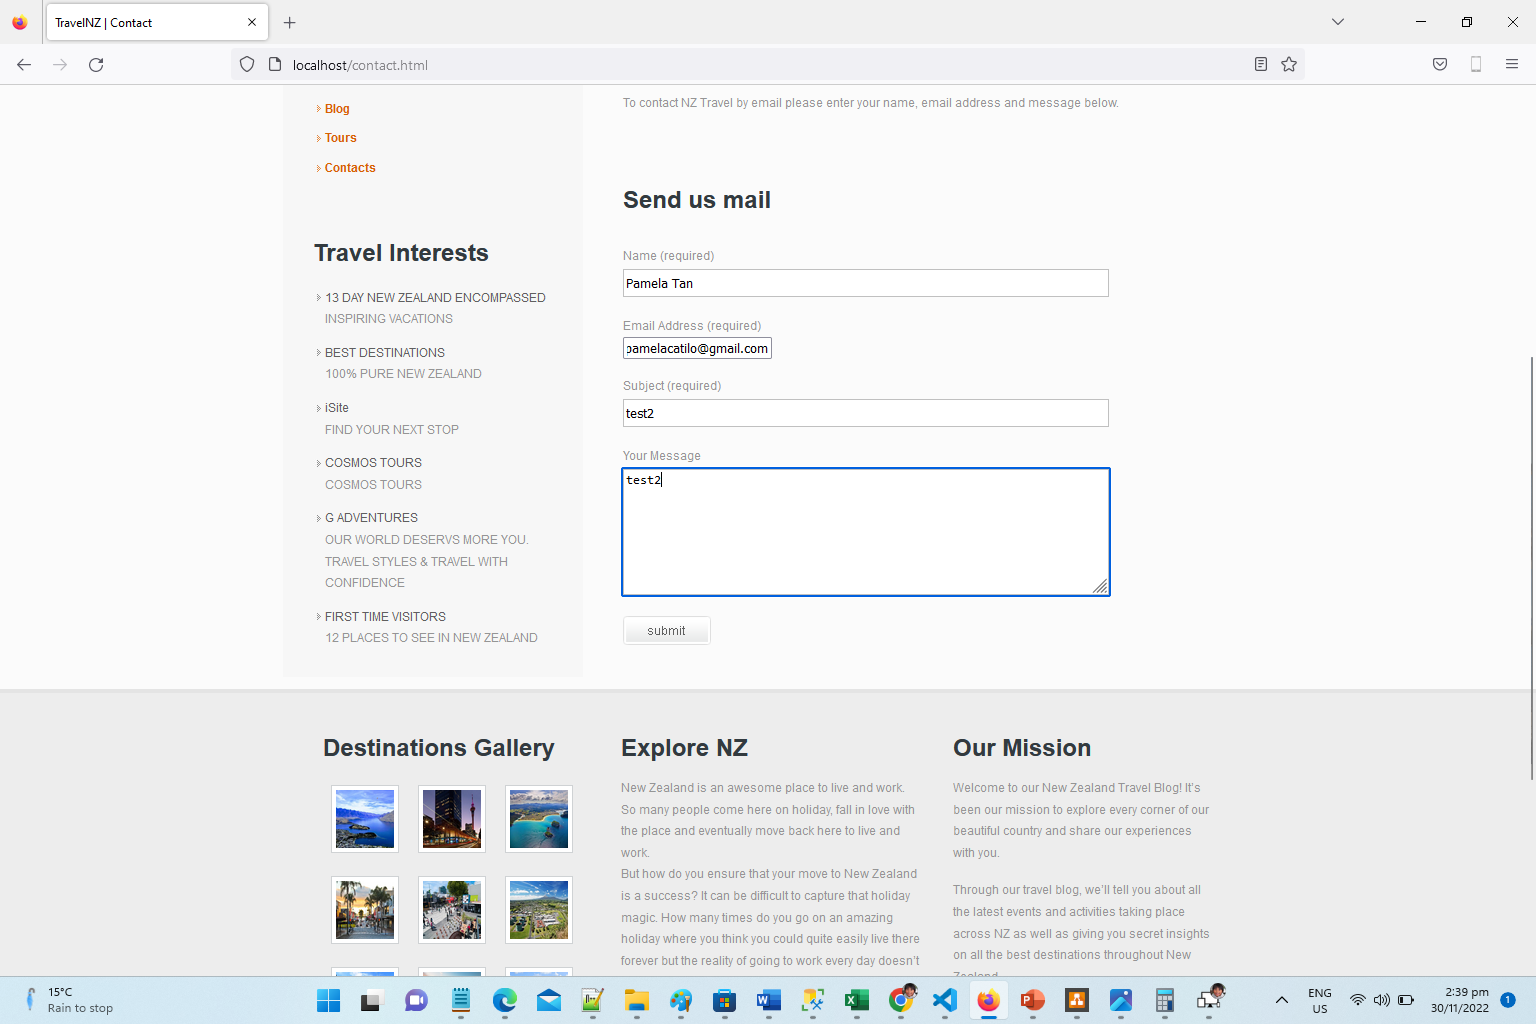 TravelNZ | Contact
localhost/contact.html
Blog
Tours
Contacts
Travel Interests
13 DAY NEW ZEALAND ENCOMPASSED
INSPIRING VACATIONS
BEST DESTINATIONS
100% PURE NEW ZEALAND
iSite
FIND YOUR NEXT STOP
COSMOS TOURS
COSMOS TOURS
G ADVENTURES
OUR WORLD DESERVS MORE YOU.
TRAVEL STYLES & TRAVEL WITH
CONFIDENCE
FIRST TIME VISITORS
12 PLACES TO SEE IN NEW ZEALAND
To contact NZ Travel by email please enter your name, email address and message below.
Send us mail
Name (required)
Pamela Tan
Email Address (required)
pamelacatilo@gmail.com
Subject (required)
test2
Your Message
test2
submit
Destinations Gallery
Explore NZ
New Zealand is an awesome place to live and work.
So many people come here on holiday, fall in love with
the place and eventually move back here to live and
work.
But how do you ensure that your move to New Zealand
is a success? It can be difficult to capture that holiday
magic. How many times do you go on an amazing
holiday where you think you could quite easily live there
forever but the reality of going to work every day doesn't
Our Mission
Welcome to our New Zealand Travel Blog! It's
been our mission to explore every corner of our
beautiful country and share our experiences
with you.
Through our travel blog, we'll tell you about all
the latest events and activities taking place
across NZ as well as giving you secret insights
on all the best destinations throughout New
Zealand
15°C
Rain to stop
ENG
US
2:39 pm
30/11/2022
1